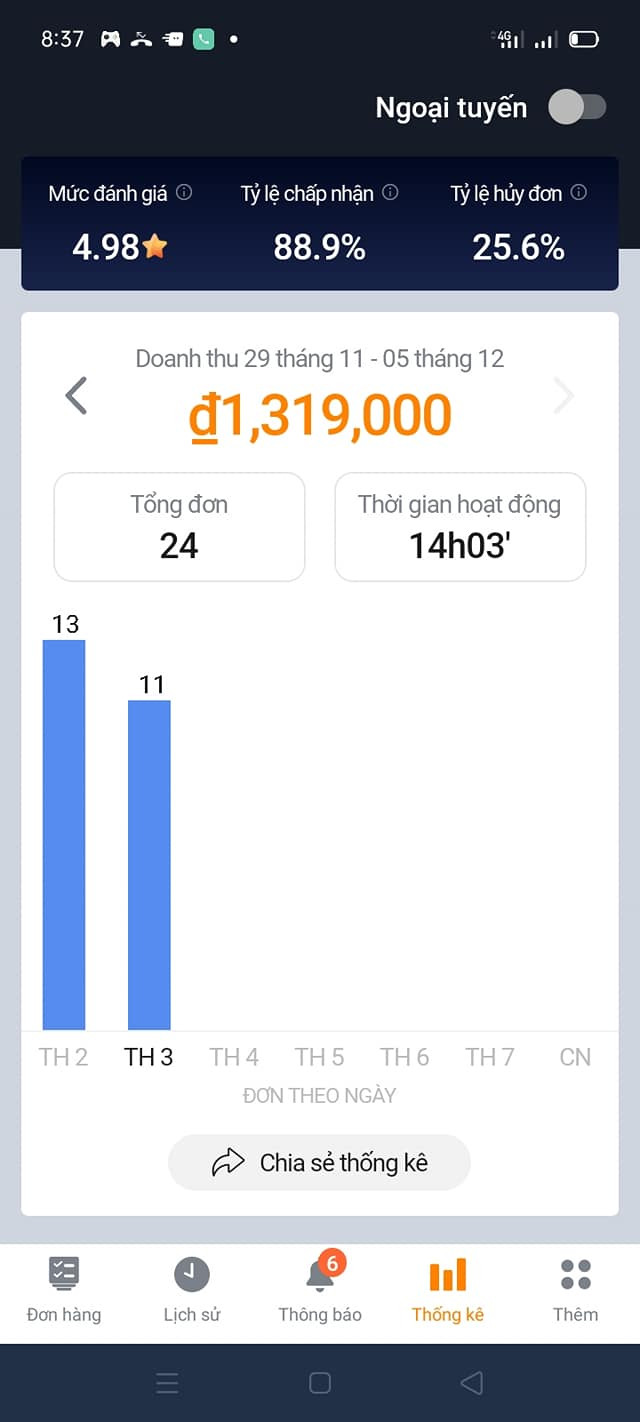 8:37 4G
Ngoại tuyến
Mức đánh giá Tỷ lệ chấp nhận Tỷ lệ hủy đơn
4.98 88.9% 25.6%
Doanh thu 29 tháng 11 - 05 tháng 12
₫1,319,000
Tổng đơn Thời gian hoạt động
24 14h03'
13
11
TH 2 TH 3 TH 4 TH 5 TH 6 TH 7 CN
ĐƠN THEO NGÀY
Chia sẻ thống kê
6
Đơn hàng Lịch sử Thông báo Thống kê Thêm